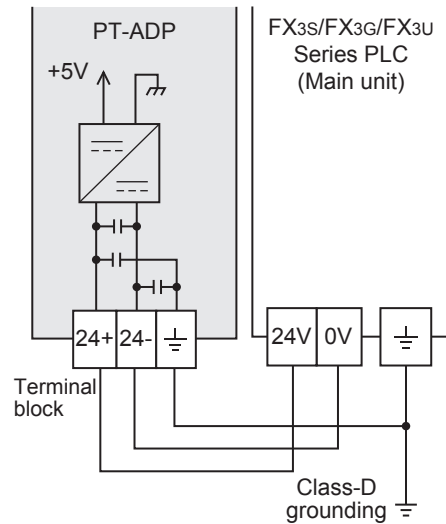 PT-ADP
FX3S/FX3G/FX3U
Series PLC
(Main unit)
+5V
24+ 24-
24V 0V
Terminal
block
Class-D
grounding